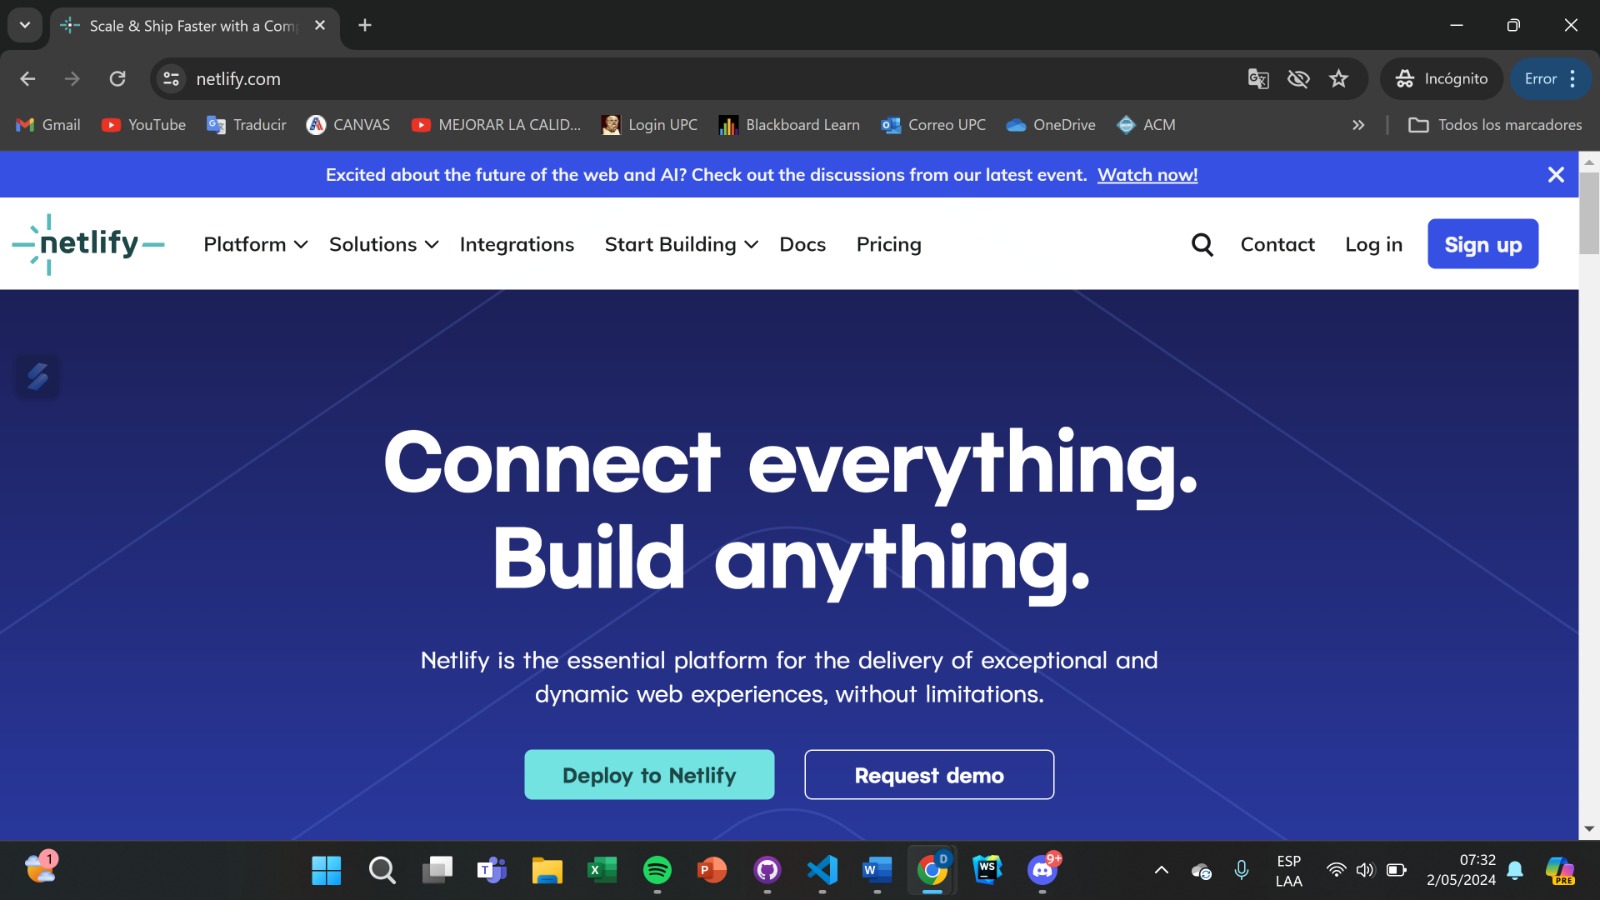 Scale & Ship Faster with a Com
netlify.com
Incógnito
Error
Gmail
YouTube
Traducir
CANVAS
MEJORAR LA CALID...
Login UPC
Blackboard Learn
Correo UPC
OneDrive
ACM
Todos los marcadores
Excited about the future of the web and AI? Check out the discussions from our latest event. Watch now!
netlify
Platform
Solutions
Integrations
Start Building
Docs
Pricing
Contact
Log in
Sign up
Connect everything.
Build anything.
Netlify is the essential platform for the delivery of exceptional and
dynamic web experiences, without limitations.
Deploy to Netlify
Request demo
1
9+
ESP
LAA
07:32
2/05/2024
PRE